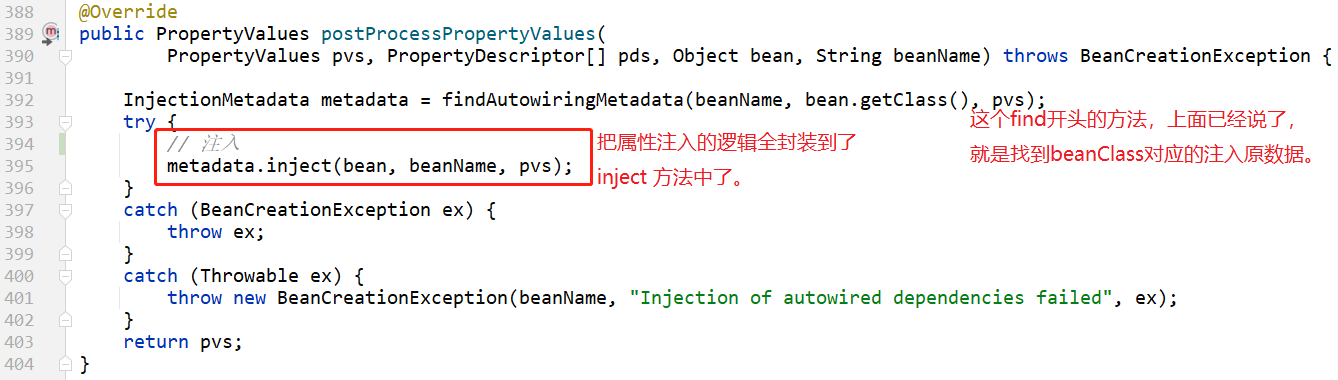 388 @Override
389 public PropertyValues postProcessPropertyValues(
390 PropertyValues pvs, PropertyDescriptor[] pds, Object bean, String beanName) throws BeanCreationException {
391
392 InjectionMetadata metadata = findAutowiringMetadata(beanName, bean.getClass(), pvs);
393 try {
394 // 注入
395 metadata.inject(bean, beanName, pvs);
396 }
397 catch (BeanCreationException ex) {
398 throw ex;
399 }
400 catch (Throwable ex) {
401 throw new BeanCreationException(beanName, "Injection of autowired dependencies failed", ex);
402 }
403 return pvs;
404 }
把属性注入的逻辑全封装到了
inject 方法中了。
这个find开头的方法，上面已经说了，
就是找到beanClass对应的注入原数据。